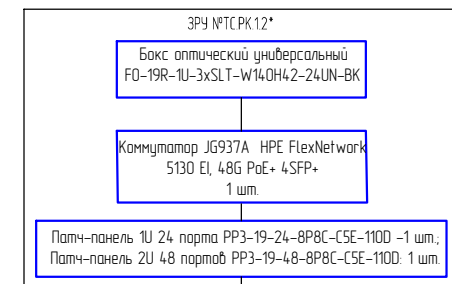 ЗРУ №ТС.РК.1.2*
Бокс оптический универсальный
FO-19R-1U-3xSLT-W140H42-24UN-BK
Коммутатор JG937A HPE FlexNetwork
5130 EI, 48G PoE+ 4SFP+
1 шт.
Патч-панель 1U 24 порта PP3-19-24-8P8C-C5E-110D -1 шт.;
Патч-панель 2U 48 портов PP3-19-48-8P8C-C5E-110D: 1 шт.